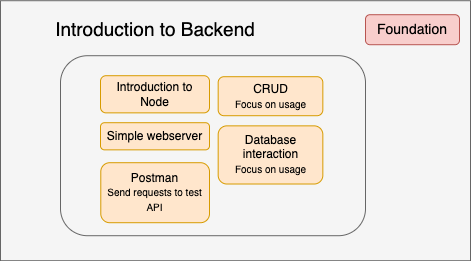 Introduction to Backend
Foundation
Introduction to
Node
Simple webserver
Postman
Send requests to test
API
CRUD
Focus on usage
Database
interaction
Focus on usage